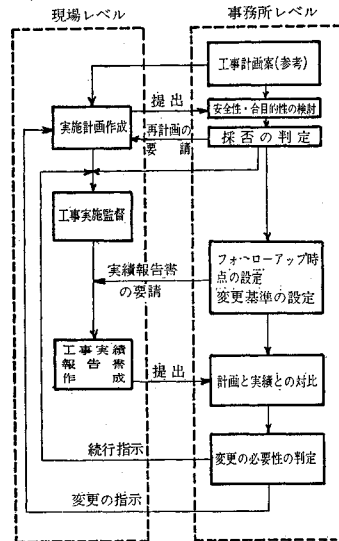 現場レベル
事務所レベル
工事計画案(参考)
提出
安全性・合目的性の検討
実施計画作成
再計画の
要請
採否の判定
工事実施監督
フォーローアップ時
点の設定
変更基準の設定
実績報告書
の要請
工事実績
報告書
作成
提出
計画と実績との対比
続行指示
変更の必要性の判定
変更の指示